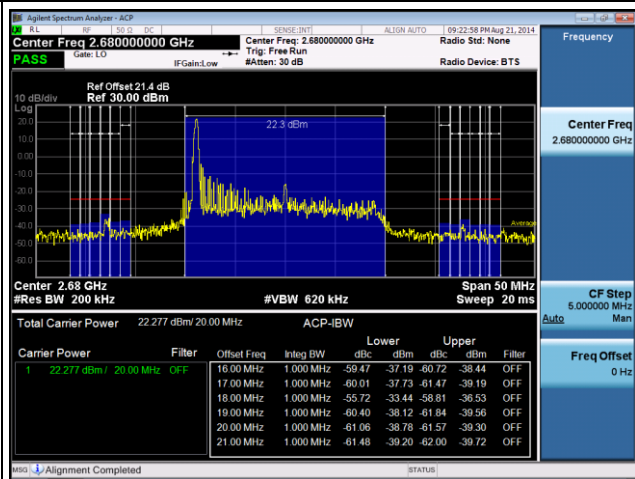 Agilent Spectrum Analyzer - ACP
RL RF 50 Ω DC SENSE:INT ALIGN AUTO 09:22:58 PM Aug 21, 2014
Center Freq 2.680000000 GHz Center Freq: 2.680000000 GHz Radio Std: None
PASS Gate: LO IFGain:Low Trig: Free Run
#Atten: 30 dB Radio Device: BTS
Frequency
Ref Offset 21.4 dB
10 dB/div Ref 30.00 dBm
Log
20.0
10.0
0.00
-10.0
-20.0
-30.0
-40.0
-50.0
-60.0
22.3 dBm
Average
Center Freq
2.680000000 GHz
Center 2.68 GHz Span 50 MHz
#Res BW 200 kHz #VBW 620 kHz Sweep 20 ms
CF Step
5.000000 MHz
Auto Man
Freq Offset
0 Hz
Total Carrier Power 22.277 dBm/ 20.00 MHz ACP-IBW
Lower Upper
Carrier Power Filter Offset Freq Integ BW dBc dBm dBc dBm Filter
1 22.277 dBm / 20.00 MHz OFF 16.00 MHz 1.000 MHz -59.47 -37.19 -60.72 -38.44 OFF
17.00 MHz 1.000 MHz -60.01 -37.73 -61.47 -39.19 OFF
18.00 MHz 1.000 MHz -55.72 -33.44 -58.81 -36.53 OFF
19.00 MHz 1.000 MHz -60.40 -38.12 -61.84 -39.56 OFF
20.00 MHz 1.000 MHz -61.06 -38.78 -61.57 -39.30 OFF
21.00 MHz 1.000 MHz -61.48 -39.20 -62.00 -39.72 OFF
MSG Alignment Completed STATUS